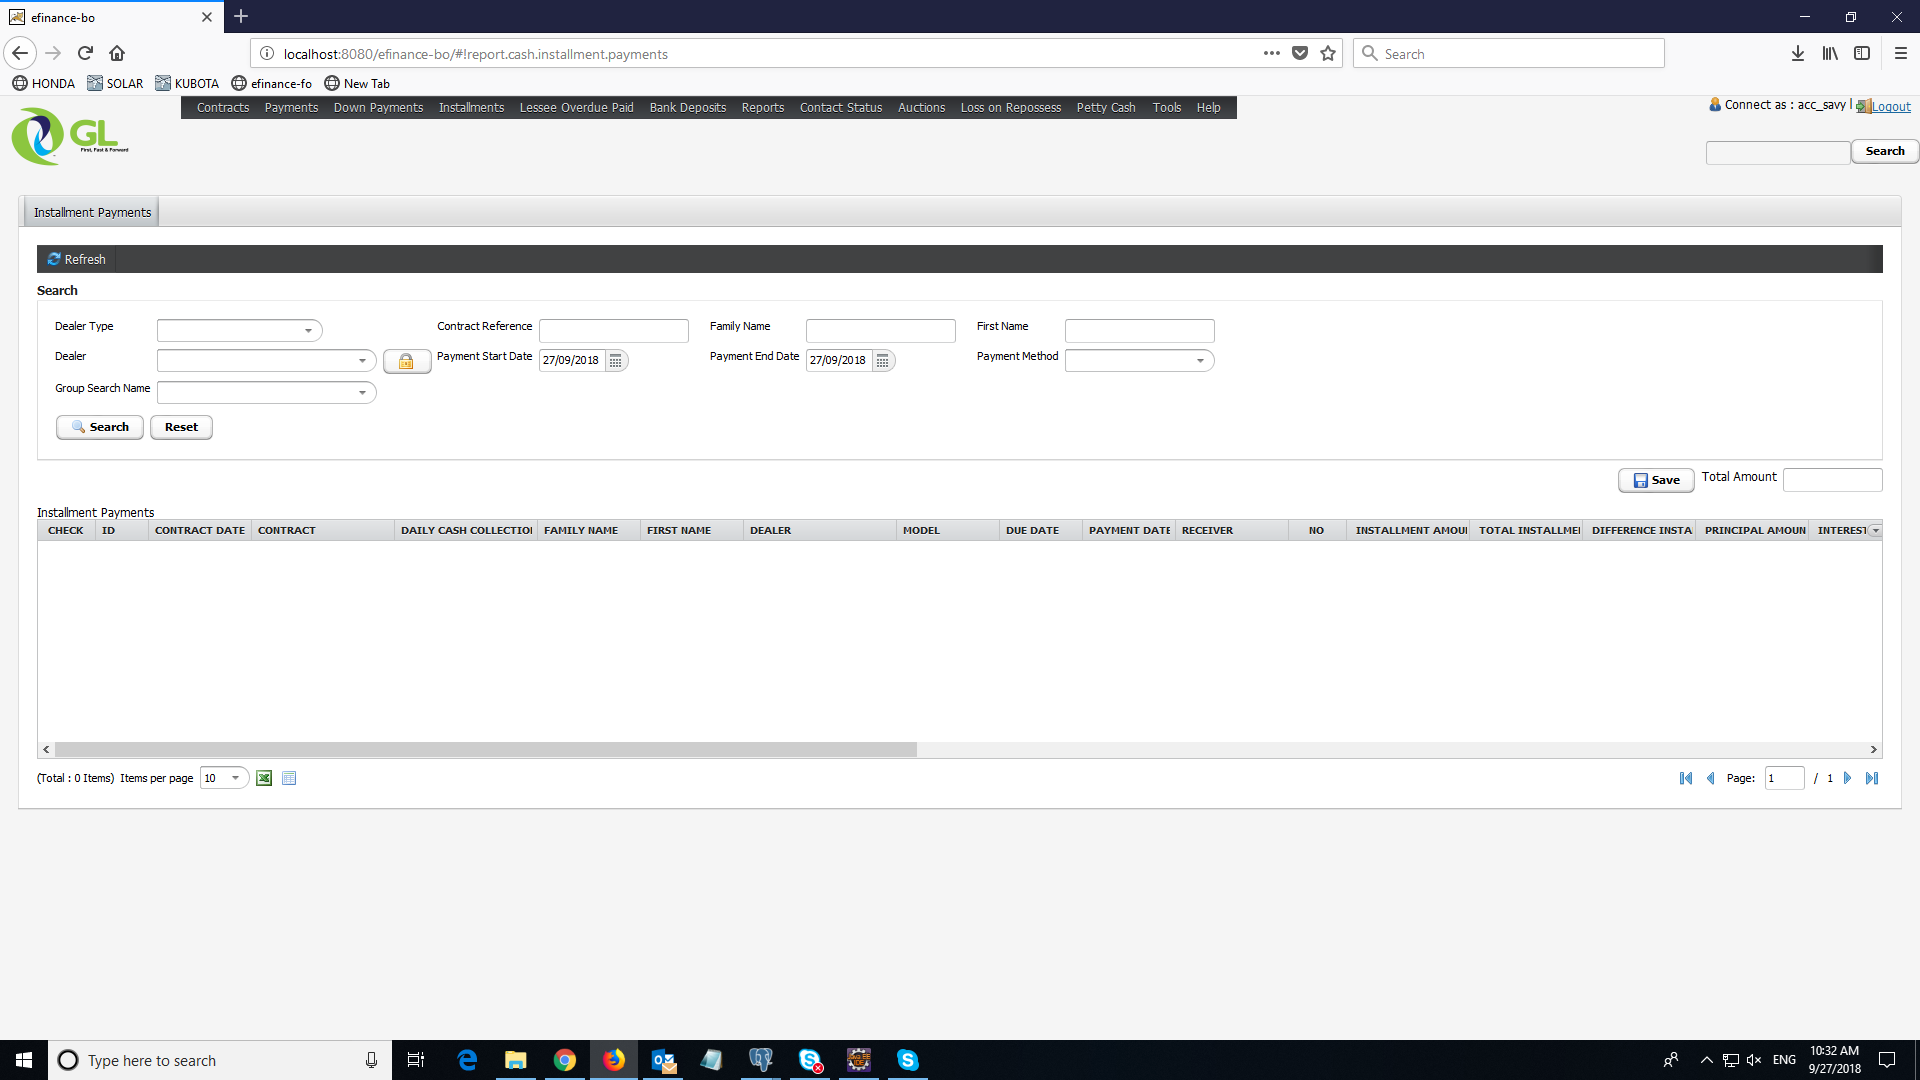 efinance-bo
localhost:8080/efinance-bo/#!report.cash.installment.payments
Search
HONDA SOLAR KUBOTA efinance-fo New Tab
Contracts Payments Down Payments Installments Lessee Overdue Paid Bank Deposits Reports Contact Status Auctions Loss on Repossess Petty Cash Tools Help
Connect as : acc_savy | Logout
GL
First, Fast & Forward
Search
Installment Payments
Refresh
Search
Dealer Type Contract Reference Family Name First Name
Dealer Payment Start Date 27/09/2018 Payment End Date 27/09/2018 Payment Method
Group Search Name
Search Reset
Save Total Amount
Installment Payments
CHECK ID CONTRACT DATE CONTRACT DAILY CASH COLLECTION FAMILY NAME FIRST NAME DEALER MODEL DUE DATE PAYMENT DATE RECEIVER NO INSTALLMENT AMOUI TOTAL INSTALLMEI DIFFERENCE INSTA PRINCIPAL AMOUN INTEREST
(Total : 0 Items) Items per page 10
Page: 1 / 1
Type here to search
ENG
10:32 AM
9/27/2018